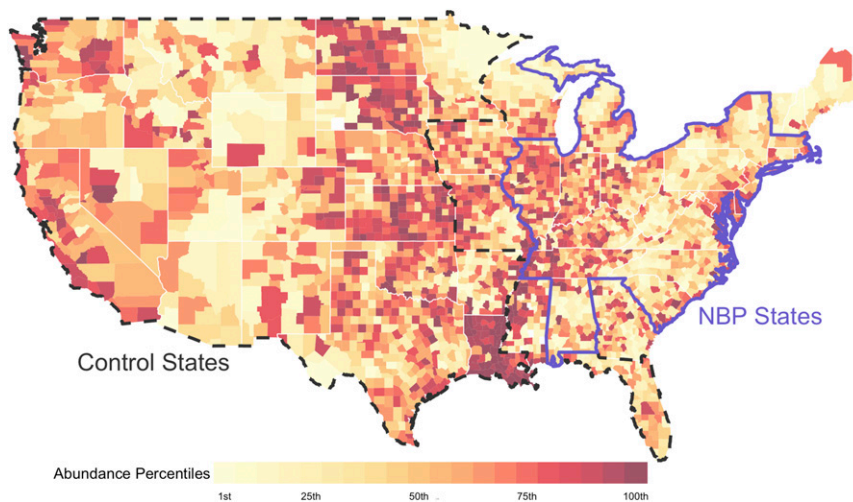 NBP States
Control States
Abundance Percentiles
1st 25th 50th 75th 100th